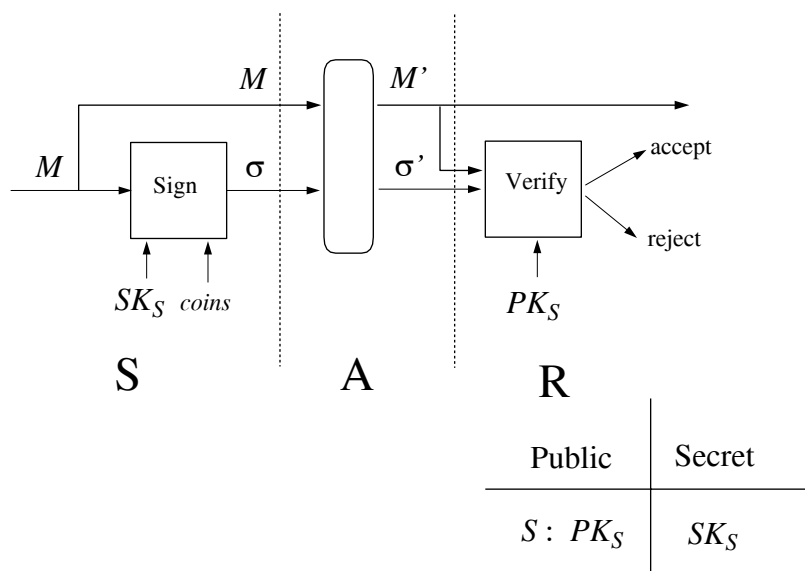 M M’
M Sign σ σ’ Verify accept
reject
SK_S coins PK_S
S A R
Public Secret
S : PK_S SK_S